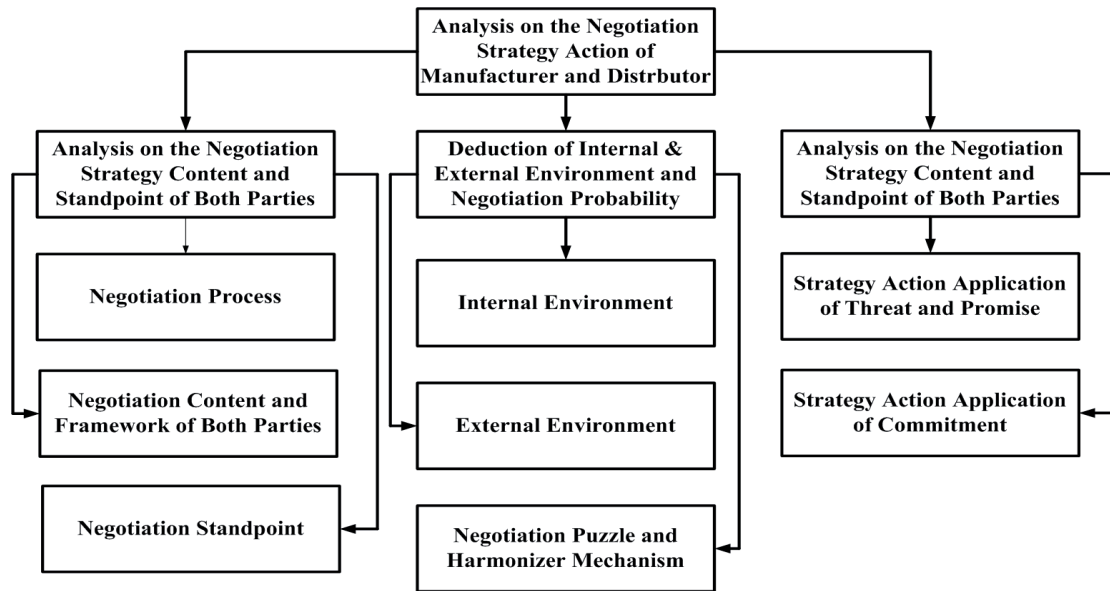 Analysis on the Negotiation
Strategy Action of
Manufacturer and Distrbutor
Analysis on the Negotiation
Strategy Content and
Standpoint of Both Parties
Deduction of Internal &
External Environment and
Negotiation Probability
Analysis on the Negotiation
Strategy Content and
Standpoint of Both Parties
Negotiation Process
Internal Environment
Strategy Action Application
of Threat and Promise
Negotiation Content and
Framework of Both Parties
External Environment
Strategy Action Application
of Commitment
Negotiation Standpoint
Negotiation Puzzle and
Harmonizer Mechanism